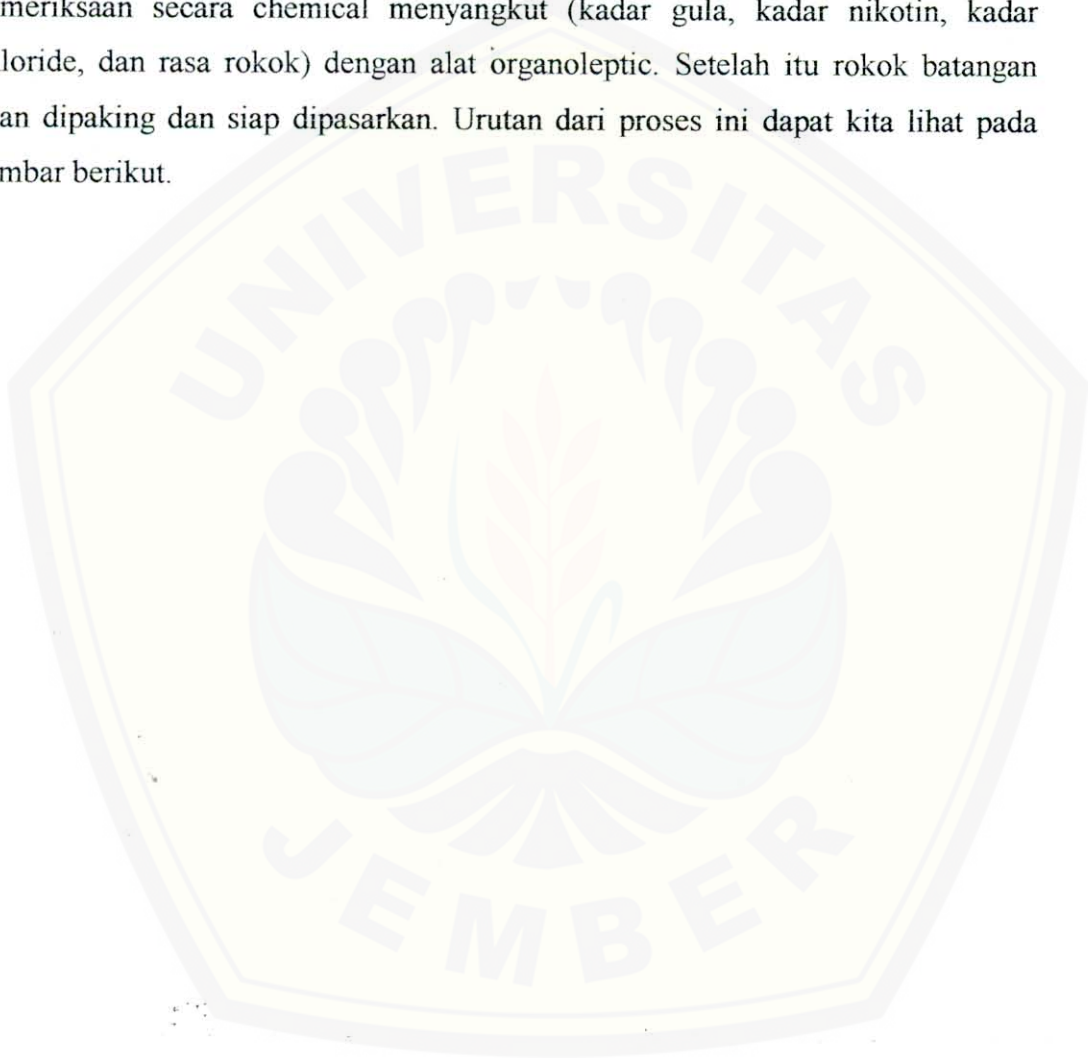 meriksaan secara chemical menyangkut (kadar gula, kadar nikotin, kadar
loride, dan rasa rokok) dengan alat organoleptic. Setelah itu rokok batangan
an dipaking dan siap dipasarkan. Urutan dari proses ini dapat kita lihat pada
mbar berikut.
UNIVERSITAS
JEMBER